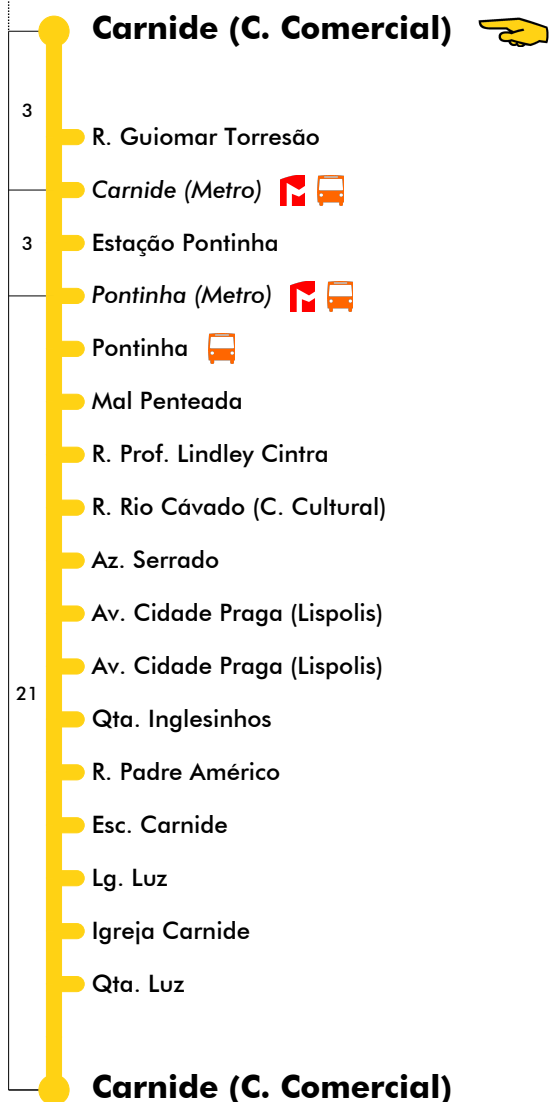 Carnide (C. Comercial)
3
R. Guiomar Torresão
Carnide (Metro)
3
Estação Pontinha
Pontinha (Metro)
Pontinha
Mal Penteada
R. Prof. Lindley Cintra
R. Rio Cávado (C. Cultural)
Az. Serrado
Av. Cidade Praga (Lispolis)
Av. Cidade Praga (Lispolis)
21
Qta. Inglesinhos
R. Padre Américo
Esc. Carnide
Lg. Luz
Igreja Carnide
Qta. Luz
Carnide (C. Comercial)